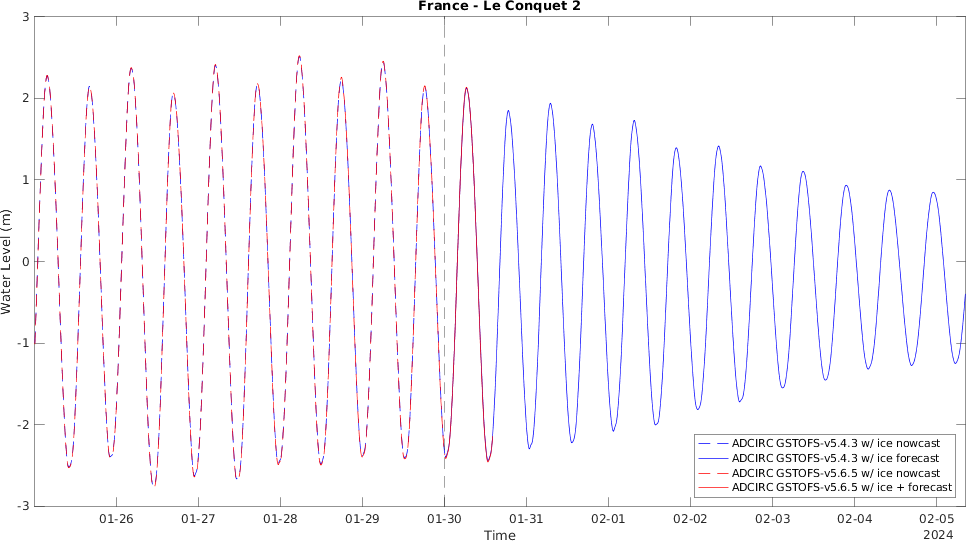 France - Le Conquet 2
3
2
1
0
-1
-2
-3
Water Level (m)
01-26
01-27
01-28
01-29
01-30
01-31
02-01
02-02
02-03
02-04
02-05
2024
Time
ADCIRC GSTOFS-v5.4.3 w/ ice nowcast
ADCIRC GSTOFS-v5.4.3 w/ ice forecast
ADCIRC GSTOFS-v5.6.5 w/ ice nowcast
ADCIRC GSTOFS-v5.6.5 w/ ice + forecast